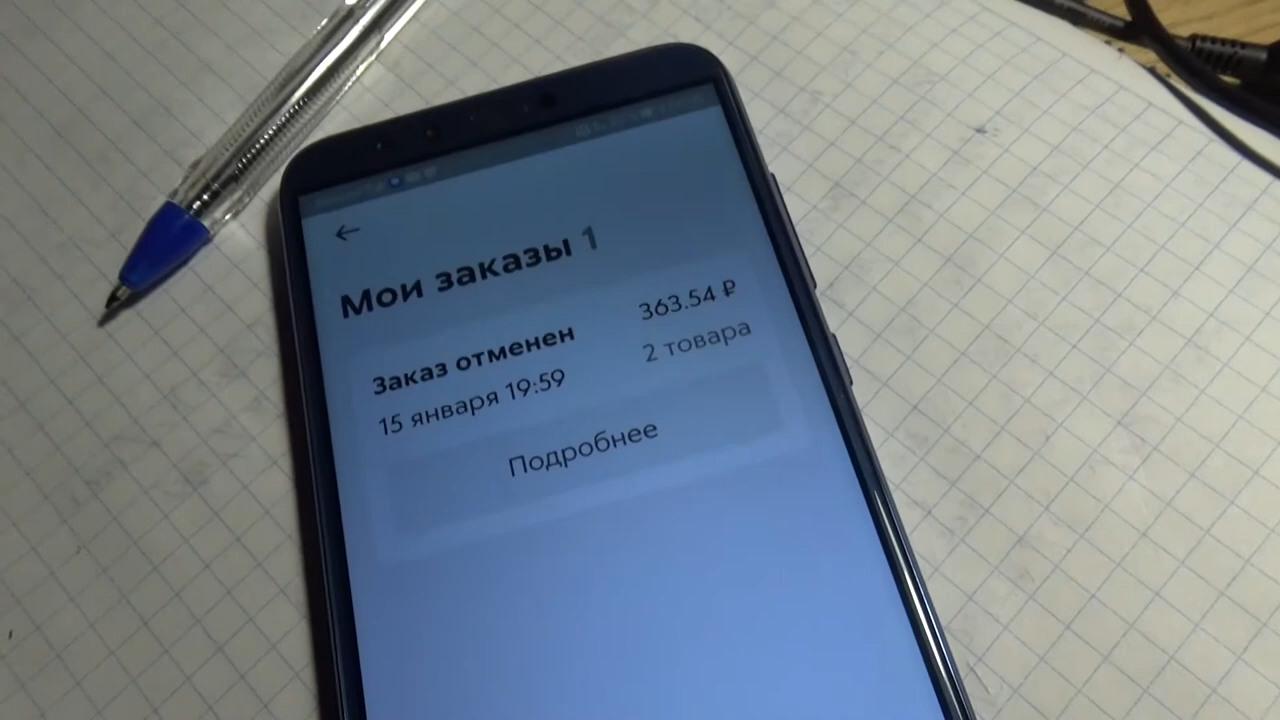 Мои заказы 1
Заказ отменен
363.54 ₽
15 января 19:59
2 товара
Подробнее